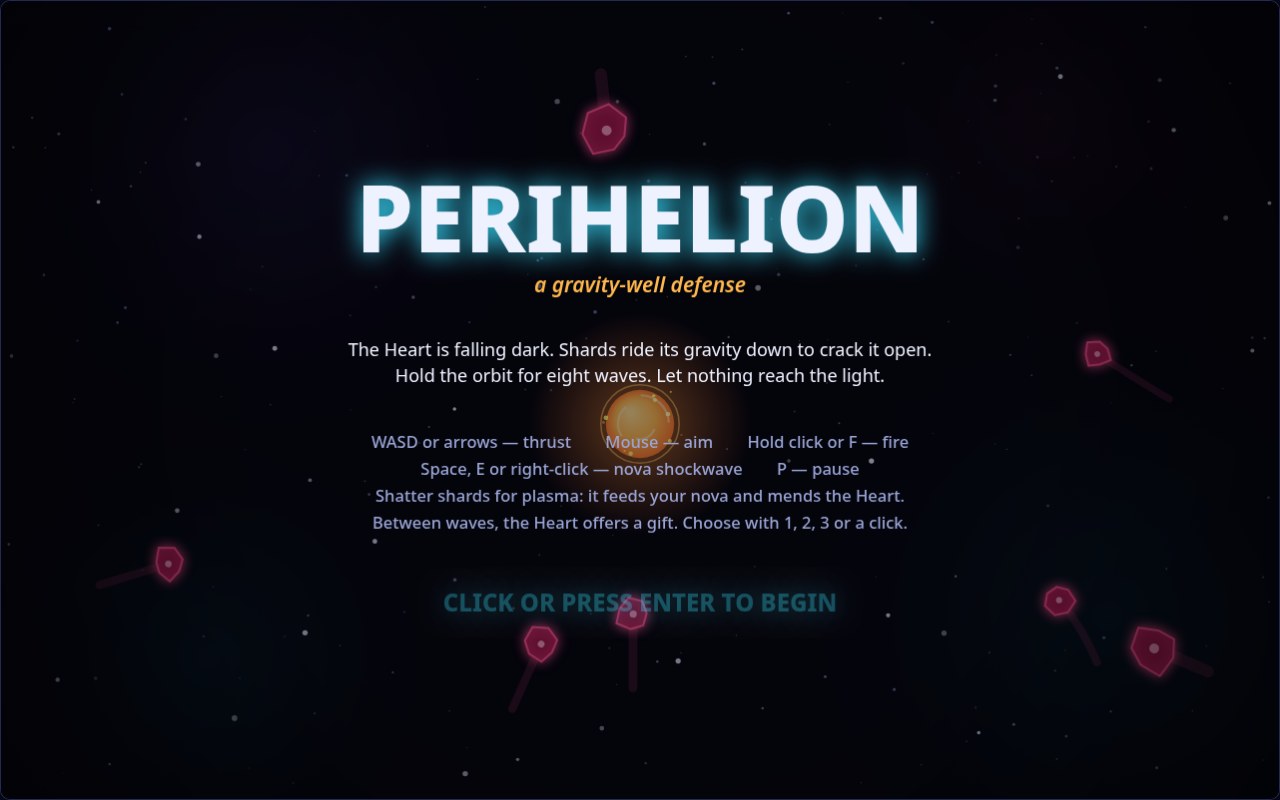 PERIHELION
a gravity-well defense
The Heart is falling dark. Shards ride its gravity down to crack it open.
Hold the orbit for eight waves. Let nothing reach the light.
WASD or arrows — thrust Mouse — aim Hold click or F — fire
Space, E or right-click — nova shockwave P — pause
Shatter shards for plasma: it feeds your nova and mends the Heart.
Between waves, the Heart offers a gift. Choose with 1, 2, 3 or a click.
CLICK OR PRESS ENTER TO BEGIN